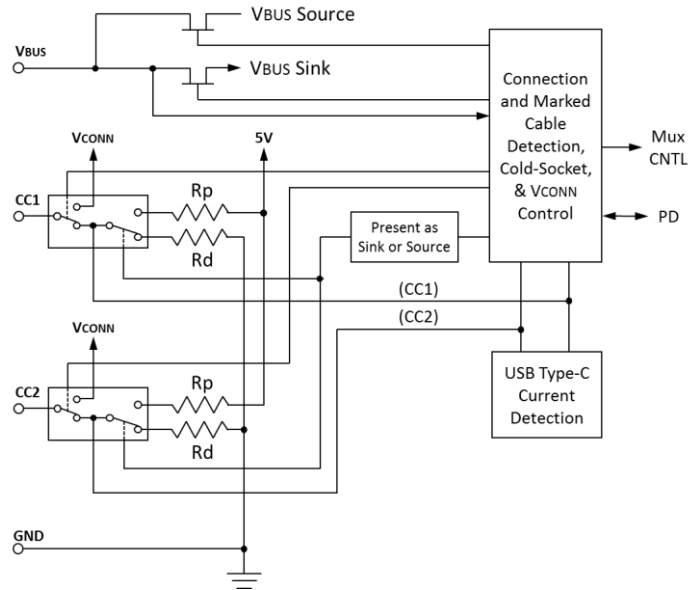 VBUS Source
VBUS
VBUS Sink
Connection
and Marked
Cable
Detection,
Cold-Socket,
& VCONN
Control
Mux
CNTL
PD
VCONN
5V
CC1
Rp
Rd
Present as
Sink or Source
(CC1)
(CC2)
VCONN
CC2
Rp
Rd
USB Type-C
Current
Detection
GND